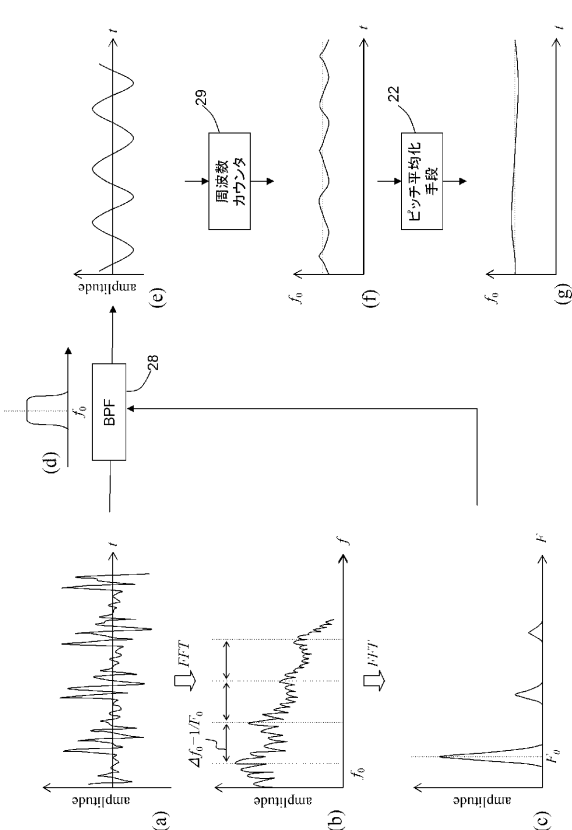 (a)
amplitude
t
FFT
(b)
amplitude
Δf₀=1/F₀
f₀
f
FFT
(c)
amplitude
F₀
F
(d)
f₀
BPF
28
(e)
amplitude
t
周波数
カウンタ
29
(f)
f₀
t
ピッチ平均化
手段
22
(g)
f₀
t